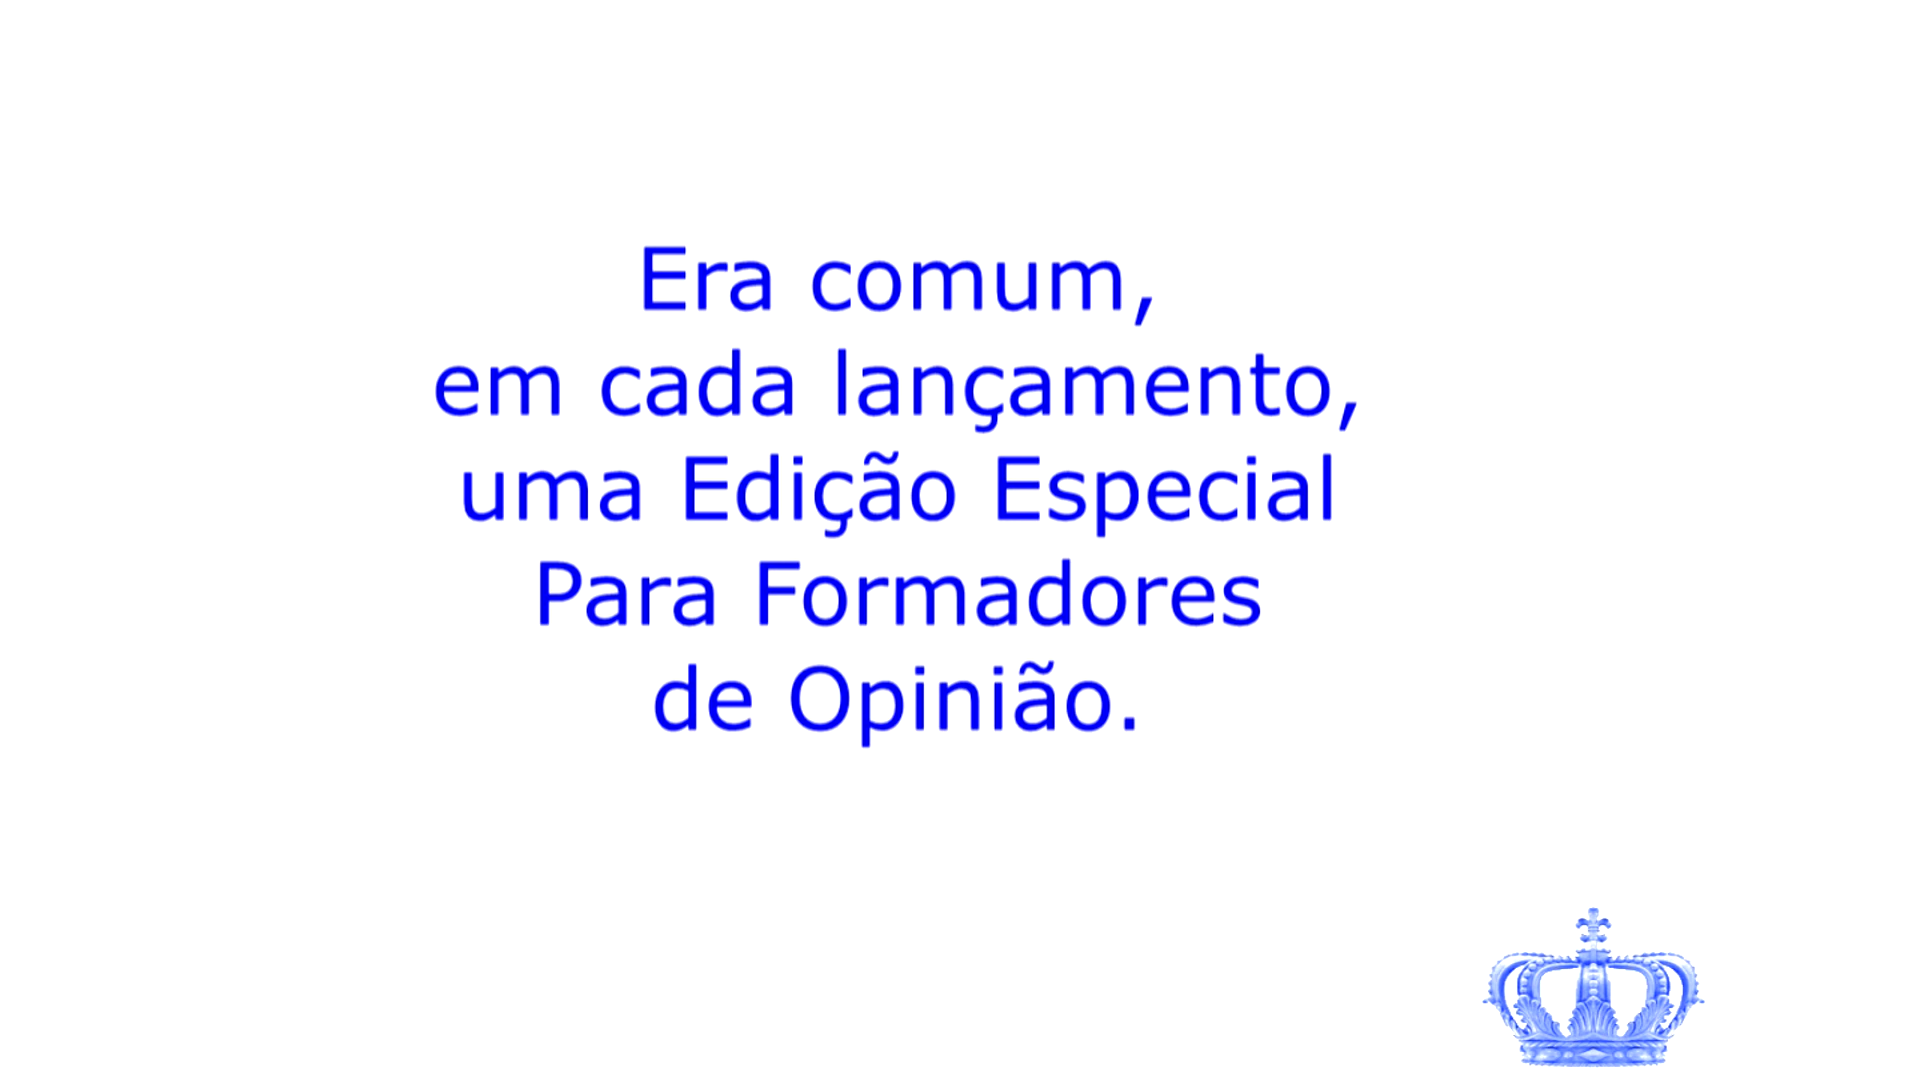 Era comum,
em cada lançamento,
uma Edição Especial
Para Formadores
de Opinião.